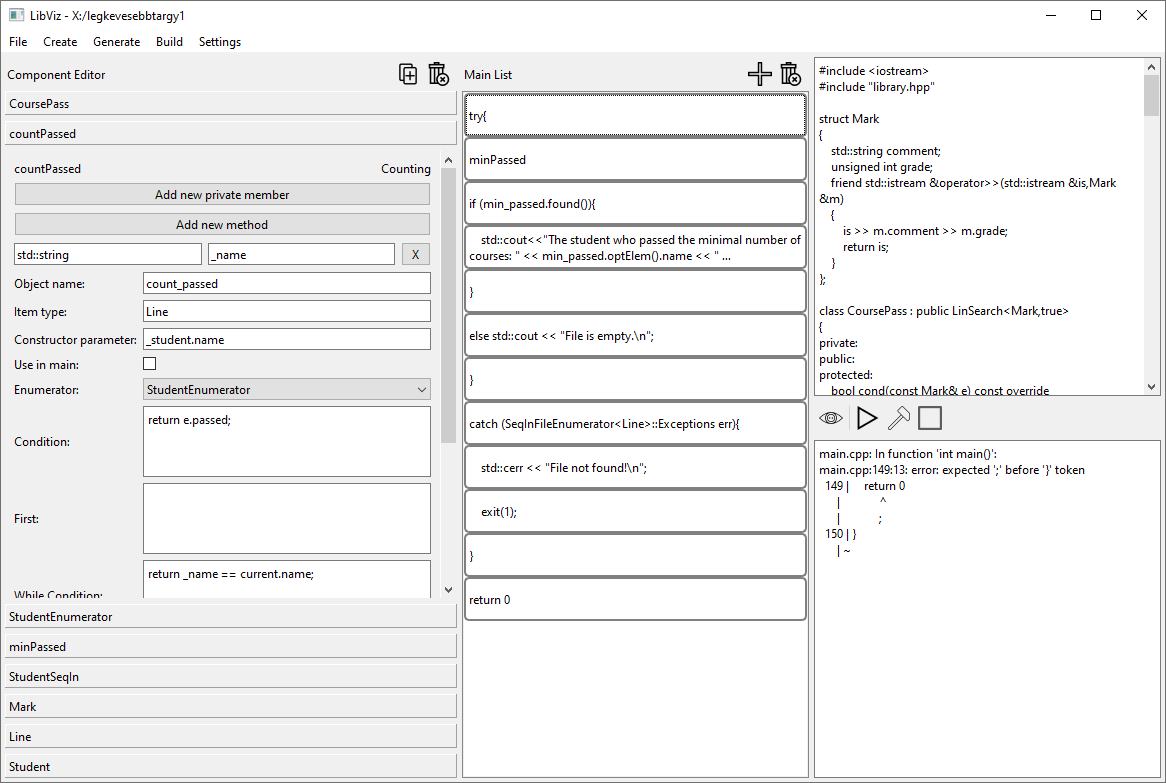 LibViz - X:/legkevesebbtargy1
File Create Generate Build Settings
Component Editor
CoursePass
countPassed
countPassed Counting
Add new private member
Add new method
std::string _name X
Object name: count_passed
Item type: Line
Constructor parameter: _student.name
Use in main:
Enumerator: StudentEnumerator
Condition: return e.passed;
First:
While Condition: return _name == current.name;
StudentEnumerator
minPassed
StudentSeqIn
Mark
Line
Student
Main List
try{
minPassed
if (min_passed.found()){
std::cout<<"The student who passed the minimal number of
courses: " << min_passed.optElem().name << " ...
}
else std::cout << "File is empty.\n";
}
catch (SeqInFileEnumerator<Line>::Exceptions err){
std::cerr << "File not found!\n";
exit(1);
}
return 0
#include <iostream>
#include "library.hpp"
struct Mark
{
std::string comment;
unsigned int grade;
friend std::istream &operator>>(std::istream &is,Mark
&m)
{
is >> m.comment >> m.grade;
return is;
}
};
class CoursePass : public LinSearch<Mark,true>
{
private:
public:
protected:
bool cond(const Mark& e) const override
main.cpp: In function 'int main()':
main.cpp:149:13: error: expected ';' before '}' token
149 | return 0
| ^
| ;
150 | }
| ~